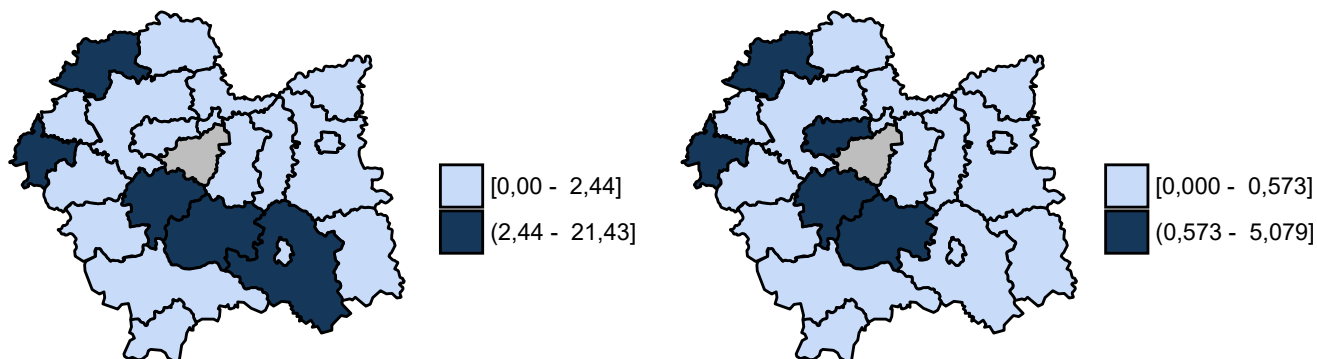 [0,00 - 2,44]
(2,44 - 21,43]
[0,000 - 0,573]
(0,573 - 5,079]